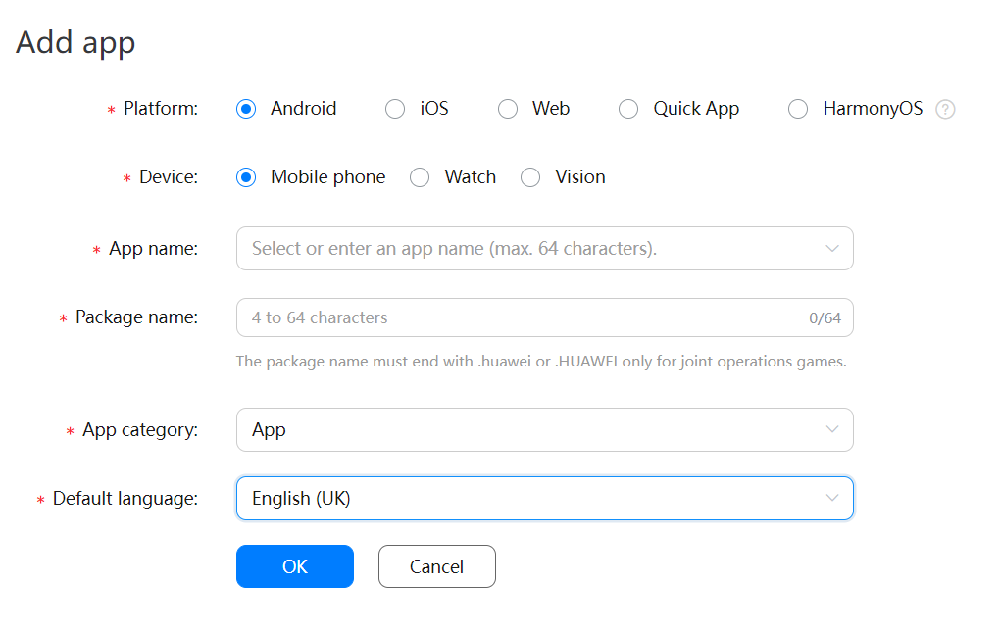 Add app
* Platform: Android iOS Web Quick App HarmonyOS ?
* Device: Mobile phone Watch Vision
* App name: Select or enter an app name (max. 64 characters).
* Package name: 4 to 64 characters 0/64
The package name must end with .huawei or .HUAWEI only for joint operations games.
* App category: App
* Default language: English (UK)
OK Cancel